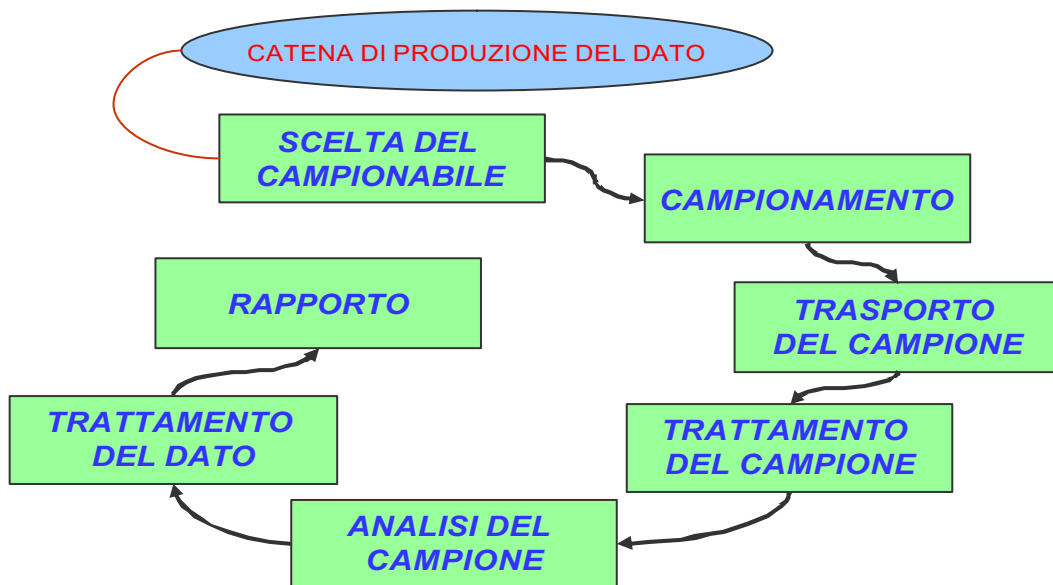 CATENA DI PRODUZIONE DEL DATO
SCELTA DEL
CAMPIONABILE
CAMPIONAMENTO
TRASPORTO
DEL CAMPIONE
TRATTAMENTO
DEL CAMPIONE
ANALISI DEL
CAMPIONE
TRATTAMENTO
DEL DATO
RAPPORTO